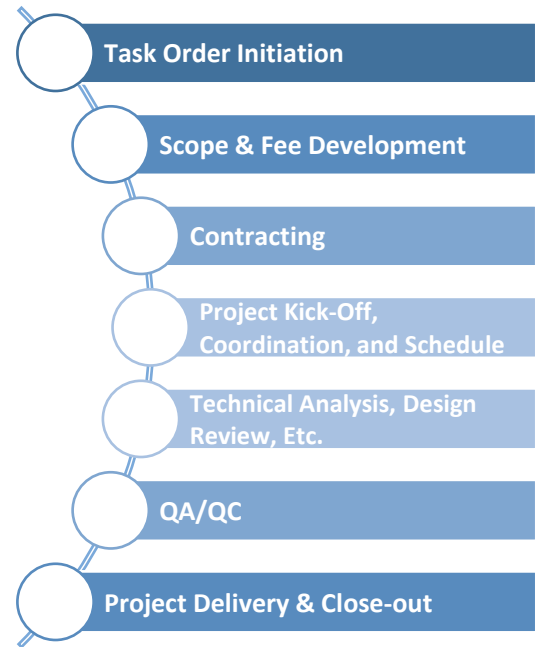 Task Order Initiation
Scope & Fee Development
Contracting
Project Kick-Off,
Coordination, and Schedule
Technical Analysis, Design
Review, Etc.
QA/QC
Project Delivery & Close-out